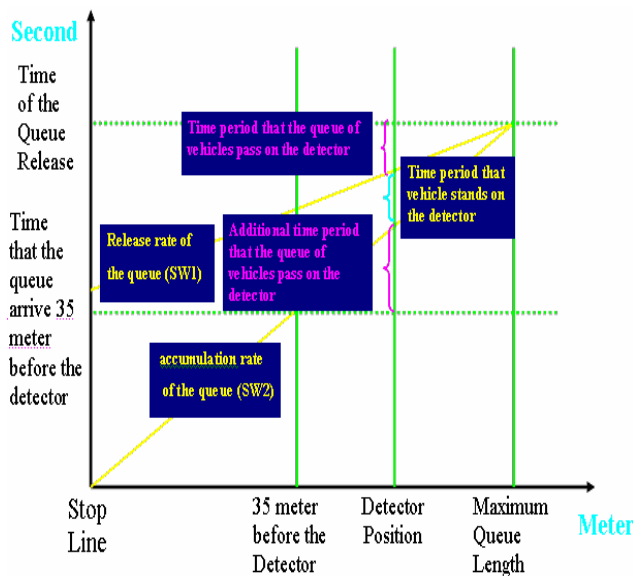 Second
Time
of the
Queue
Release
Time
that the
queue
arrive 35
meter
before the
detector
Time period that the queue of
vehicles pass on the detector
Time period that
vehicle stands on
the detector
Additional time period
that the queue of
vehicles pass on the
detector
Release rate of
the queue (SW1)
accumulation rate
of the queue (SW2)
Stop
Line
35 meter
before the
Detector
Detector
Position
Maximum
Queue
Length
Meter